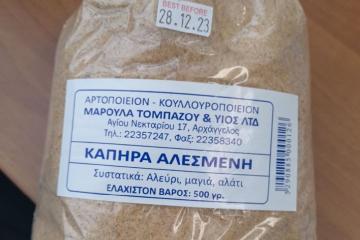 BEST BEFORE
28.12.23
ΑΡΤΟΠΟΙΕΙΟΝ - ΚΟΥΛΛΟΥΡΟΠΟΙΕΙΟΝ
ΜΑΡΟΥΛΑ ΤΟΜΠΑΖΟΥ & ΥΙΟΣ ΛΤΔ
Αγίου Νεκταρίου 17, Αρχάγγελος
Τηλ.: 22357247, Φαξ: 22358340
ΚΑΠΗΡΑ ΑΛΕΣΜΕΝΗ
Συστατικά: Αλεύρι, μαγιά, αλάτι
ΕΛΑΧΙΣΤΟΝ ΒΑΡΟΣ: 500 γρ.